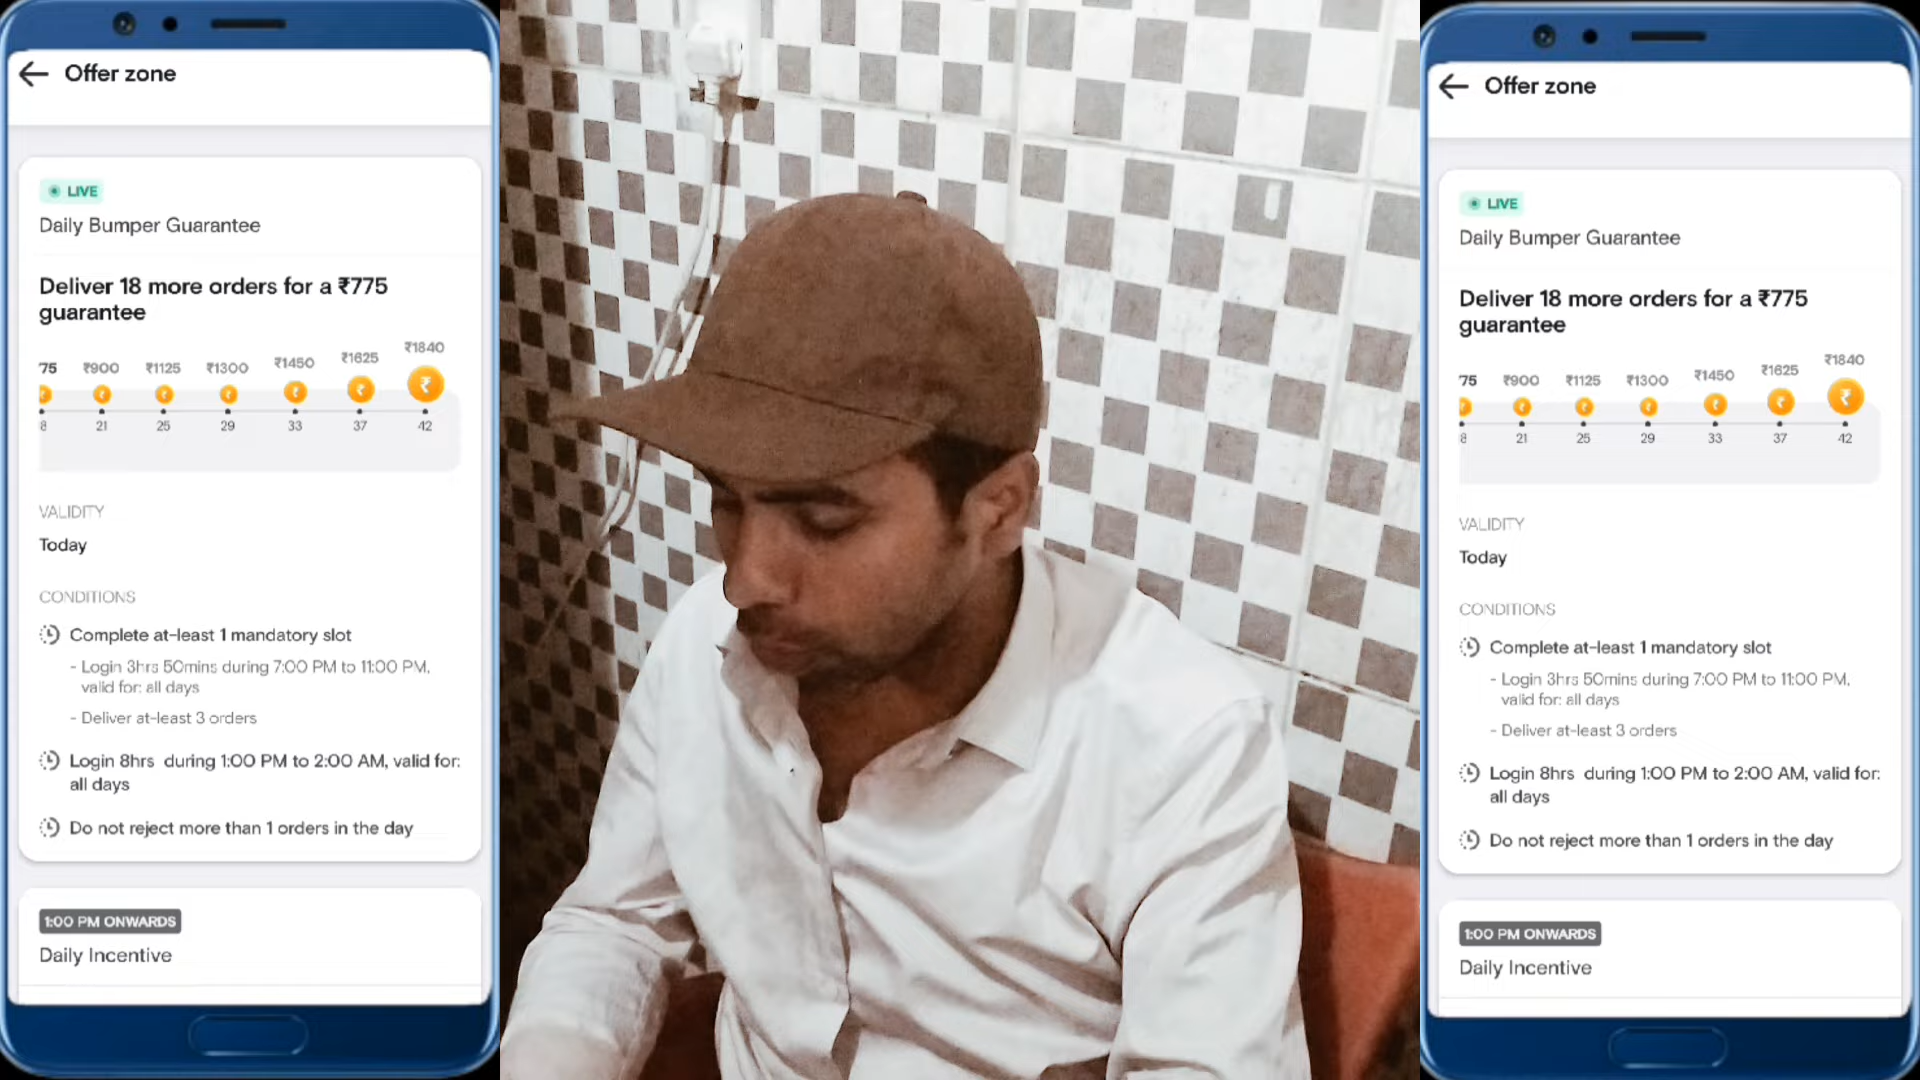 Offer zone
LIVE
Daily Bumper Guarantee
Deliver 18 more orders for a ₹775
guarantee
75 ₹900 ₹1125 ₹1300 ₹1450 ₹1625 ₹1840
8 21 25 29 33 37 42
VALIDITY
Today
CONDITIONS
Complete at-least 1 mandatory slot
- Login 3hrs 50mins during 7:00 PM to 11:00 PM,
valid for: all days
- Deliver at-least 3 orders
Login 8hrs during 1:00 PM to 2:00 AM, valid for:
all days
Do not reject more than 1 orders in the day
1:00 PM ONWARDS
Daily Incentive
Offer zone
LIVE
Daily Bumper Guarantee
Deliver 18 more orders for a ₹775
guarantee
75 ₹900 ₹1125 ₹1300 ₹1450 ₹1625 ₹1840
8 21 25 29 33 37 42
VALIDITY
Today
CONDITIONS
Complete at-least 1 mandatory slot
- Login 3hrs 50mins during 7:00 PM to 11:00 PM,
valid for: all days
- Deliver at-least 3 orders
Login 8hrs during 1:00 PM to 2:00 AM, valid for:
all days
Do not reject more than 1 orders in the day
1:00 PM ONWARDS
Daily Incentive